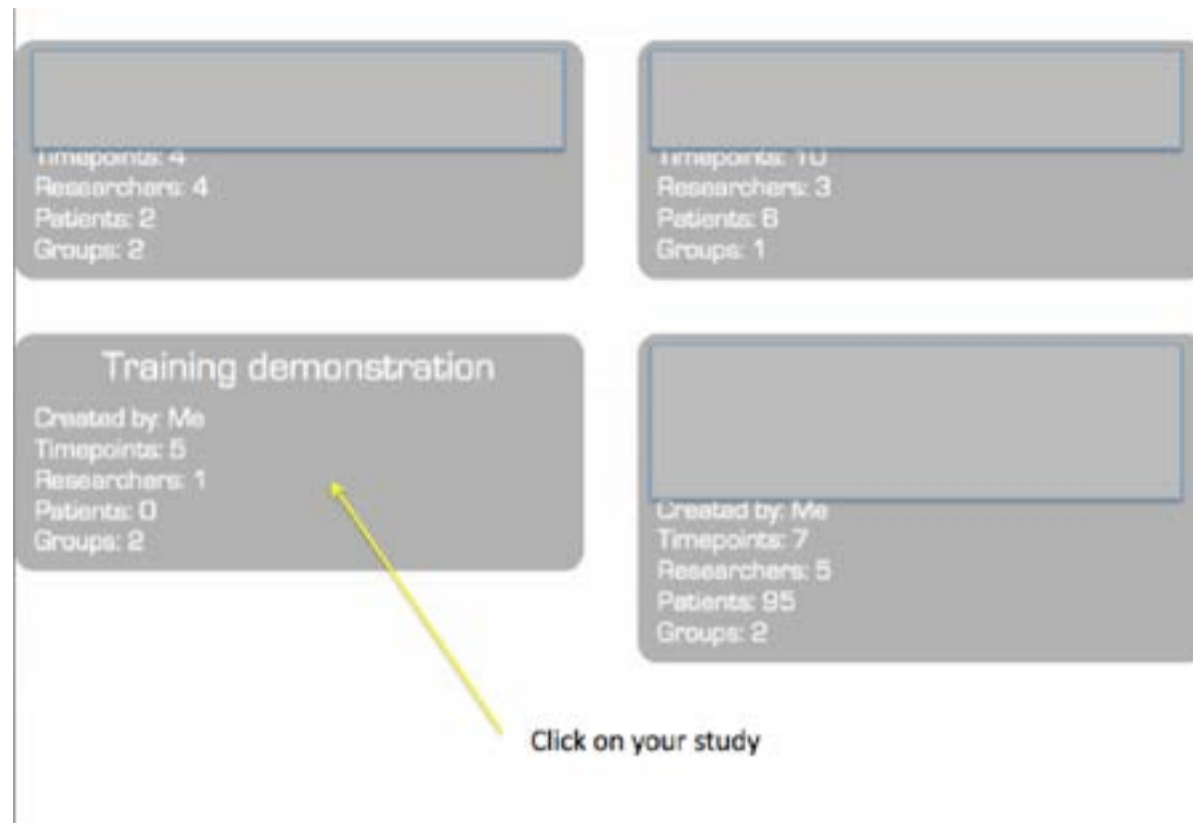 Timepoints: 4
Researchers: 4
Patients: 2
Groups: 2
Timepoints: 10
Researchers: 3
Patients: 6
Groups: 1
Training demonstration
Created by: Me
Timepoints: 5
Researchers: 1
Patients: 0
Groups: 2
Created by: Me
Timepoints: 7
Researchers: 5
Patients: 95
Groups: 2
Click on your study